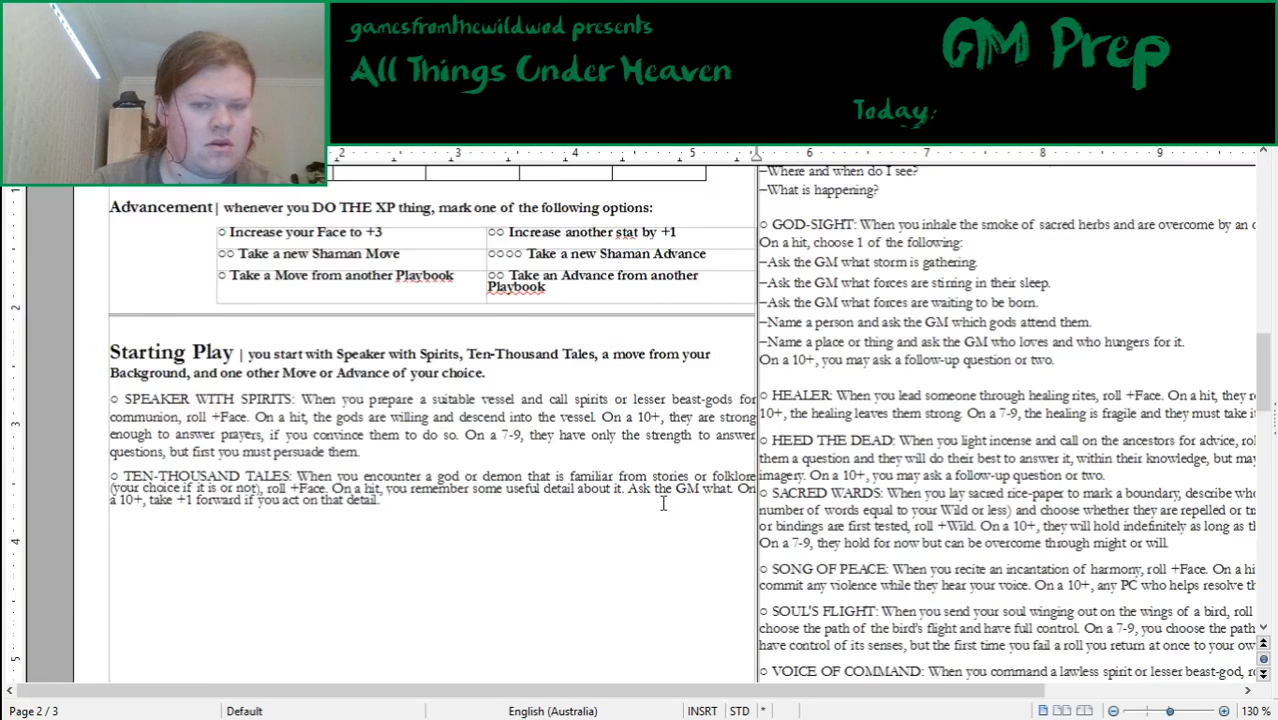 gamesfromthewildwod presents
All Things Under Heaven
GM Prep
Today:
2 3 4 5 6 7 8 9
Advancement| whenever you DO THE XP thing, mark one of the following options:
○ Increase your Face to +3
○○ Increase another stat by +1
○○ Take a new Shaman Move
○○○○ Take a new Shaman Advance
○ Take a Move from another Playbook
○○ Take an Advance from another
Playbook
Starting Play | you start with Speaker with Spirits, Ten-Thousand Tales, a move from your
Background, and one other Move or Advance of your choice.
○ SPEAKER WITH SPIRITS: When you prepare a suitable vessel and call spirits or lesser beast-gods for
communion, roll +Face. On a hit, the gods are willing and descend into the vessel. On a 10+, they are strong
enough to answer prayers, if you convince them to do so. On a 7-9, they have only the strength to answer
questions, but first you must persuade them.
○ TEN-THOUSAND TALES: When you encounter a god or demon that is familiar from stories or folklore
(your choice if it is or not), roll +Face. On a hit, you remember some useful detail about it. Ask the GM what. On
a 10+, take +1 forward if you act on that detail.
–Where and when do I see?
–What is happening?
○ GOD-SIGHT: When you inhale the smoke of sacred herbs and are overcome by an o
On a hit, choose 1 of the following:
–Ask the GM what storm is gathering.
–Ask the GM what forces are stirring in their sleep.
–Ask the GM what forces are waiting to be born.
–Name a person and ask the GM which gods attend them.
–Name a place or thing and ask the GM who loves and who hungers for it.
On a 10+, you may ask a follow-up question or two.
○ HEALER: When you lead someone through healing rites, roll +Face. On a hit, they r
10+, the healing leaves them strong. On a 7-9, the healing is fragile and they must take i
○ HEED THE DEAD: When you light incense and call on the ancestors for advice, rol
them a question and they will do their best to answer it, within their knowledge, but may
imagery. On a 10+, you may ask a follow-up question or two.
○ SACRED WARDS: When you lay sacred rice-paper to mark a boundary, describe who
number of words equal to your Wild or less) and choose whether they are repelled or tr
or bindings are first tested, roll +Wild. On a 10+, they will hold indefinitely as long as th
On a 7-9, they hold for now but can be overcome through might or will.
○ SONG OF PEACE: When you recite an incantation of harmony, roll +Face. On a hi
commit any violence while they hear your voice. On a 10+, any PC who helps resolve th
○ SOUL'S FLIGHT: When you send your soul winging out on the wings of a bird, roll
choose the path of the bird's flight and have full control. On a 7-9, you choose the path
have control of its senses, but the first time you fail a roll you return at once to your ow
○ VOICE OF COMMAND: When you command a lawless spirit or lesser beast-god, ro
Page 2 / 3
Default
English (Australia)
INSRT
STD
*
130 %